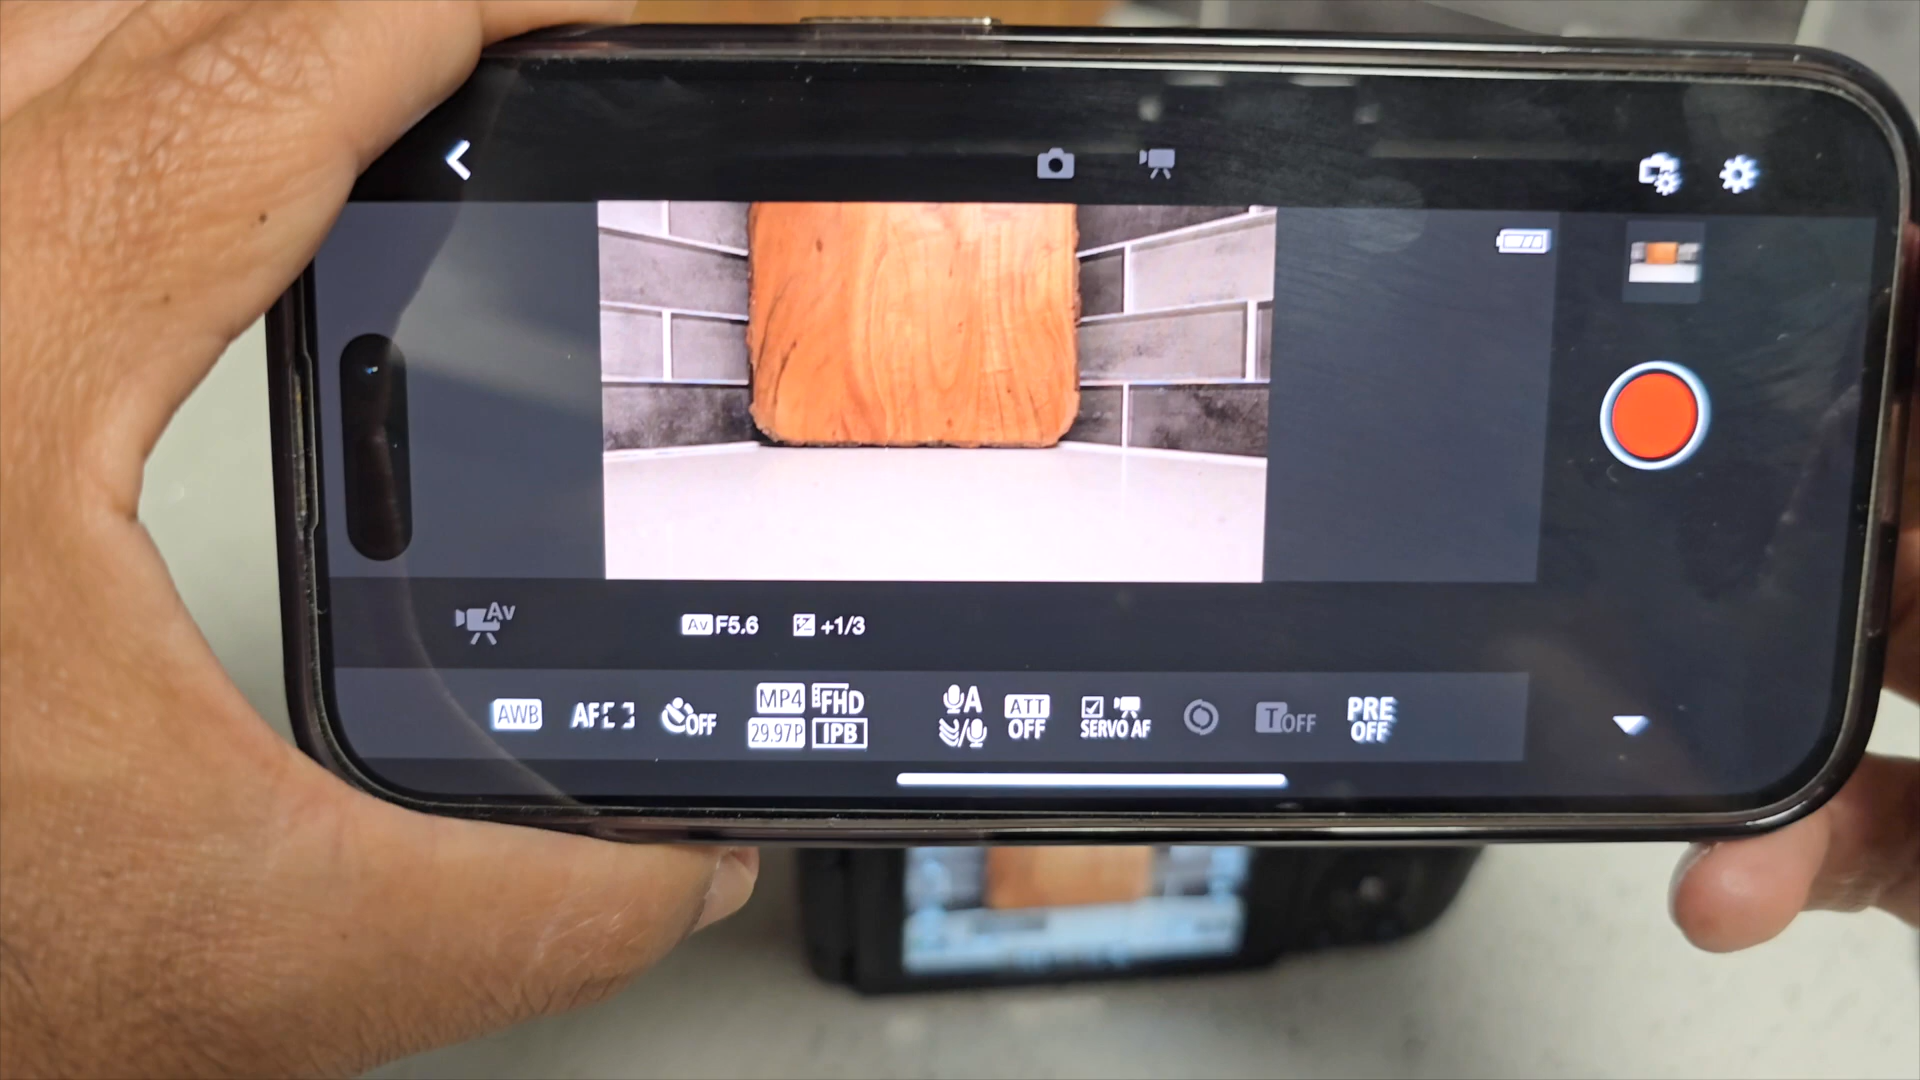 Av
Av F5.6 +1/3
AWB AF OFF MP4 FHD A ATT SERVO AF T OFF PRE
29.97P IPB OFF OFF